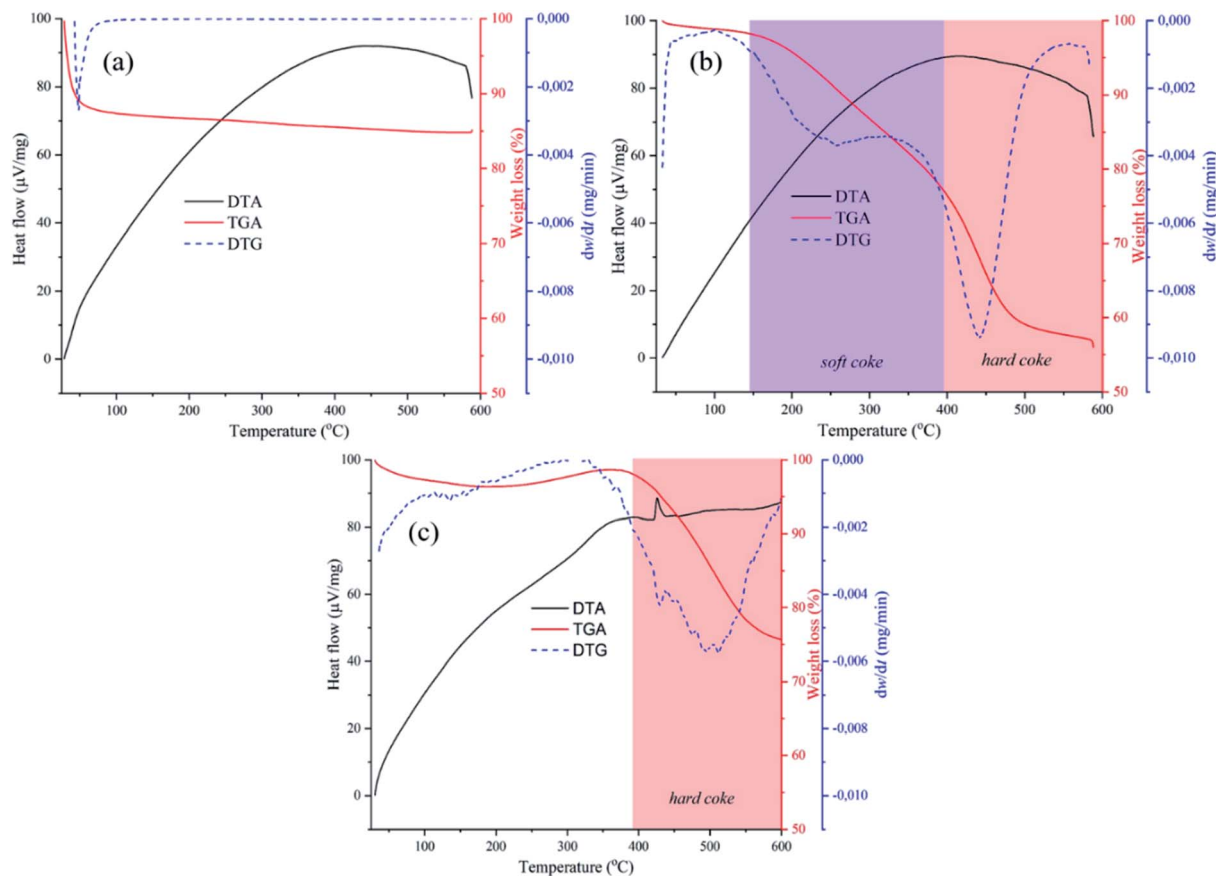 (a)
100
80
60
40
20
0
Heat flow (μV/mg)
DTA
TGA
DTG
100 200 300 400 500 600
Temperature (°C)
100
90
80
70
60
50
Weight loss (%)
0,000
-0,002
-0,004
-0,006
-0,008
-0,010
dw/dt (mg/min)
(b)
100
80
60
40
20
0
Heat flow (μV/mg)
DTA
TGA
DTG
soft coke
hard coke
100 200 300 400 500 600
Temperature (°C)
100
90
80
70
60
50
Weight loss (%)
0,000
-0,002
-0,004
-0,006
-0,008
-0,010
dw/dt (mg/min)
(c)
100
80
60
40
20
0
Heat flow (μV/mg)
DTA
TGA
DTG
hard coke
100 200 300 400 500 600
Temperature (°C)
100
90
80
75
70
60
50
Weight loss (%)
0,000
-0,002
-0,004
-0,006
-0,008
-0,010
dw/dt (mg/min)